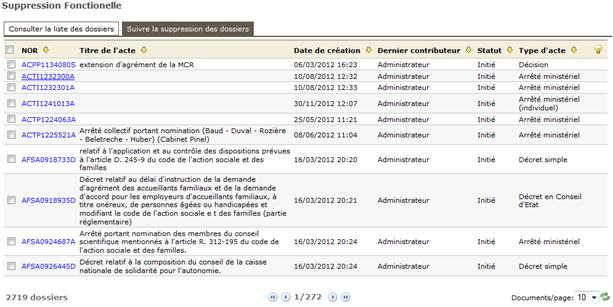 Suppression Fonctionelle
Consulter la liste des dossiers Suivre la suppression des dossiers
NOR Titre de l'acte Date de création Dernier contributeur Statut Type d'acte
ACPP1134080S extension d'agrément de la MCR 06/03/2012 16:23 Administrateur Initié Décision
ACTI1232300A 10/08/2012 12:32 Administrateur Initié Arrêté ministériel
ACTI1232301A 10/08/2012 12:33 Administrateur Initié Arrêté ministériel
ACTI1241013A 30/11/2012 12:07 Administrateur Initié Arrêté ministériel
(individuel)
ACTP1224063A 25/05/2012 11:21 Administrateur Initié Arrêté ministériel
ACTP1225521A Arrêté collectif portant nomination (Baud - Duval - Rozière
- Beletreche - Huber) (Cabinet Pinel) 08/06/2012 11:04 Administrateur Initié Arrêté ministériel
relatif à l'application et au contrôle des dispositions prévues
AFSA0918733D à l'article D. 245-9 du code de l'action sociale et des 16/03/2012 20:20 Administrateur Initié Décret simple
familles
Décret relatif au délai d'instruction de la demande
d'agrément des accueillants familiaux et de la demande
d'accord pour les employeurs d'accueillants familiaux, à
AFSA0918935D titre onéreux, de personnes âgées ou handicapées et 16/03/2012 20:21 Administrateur Initié Décret en Conseil
d'Etat
modifiant le code de l'action sociale e t des familles (partie
réglementaire)
Arrêté portant nomination des membres du conseil
AFSA0924687A scientifique mentionnés à l'article R. 312-195 du code de 16/03/2012 20:24 Administrateur Initié Arrêté ministériel
l'action sociale et des familles.
AFSA0926445D Décret relatif à la composition du conseil de la caisse
nationale de solidarité pour l'autonomie. 16/03/2012 20:24 Administrateur Initié Décret simple
2719 dossiers 1/272 Documents/page: 10